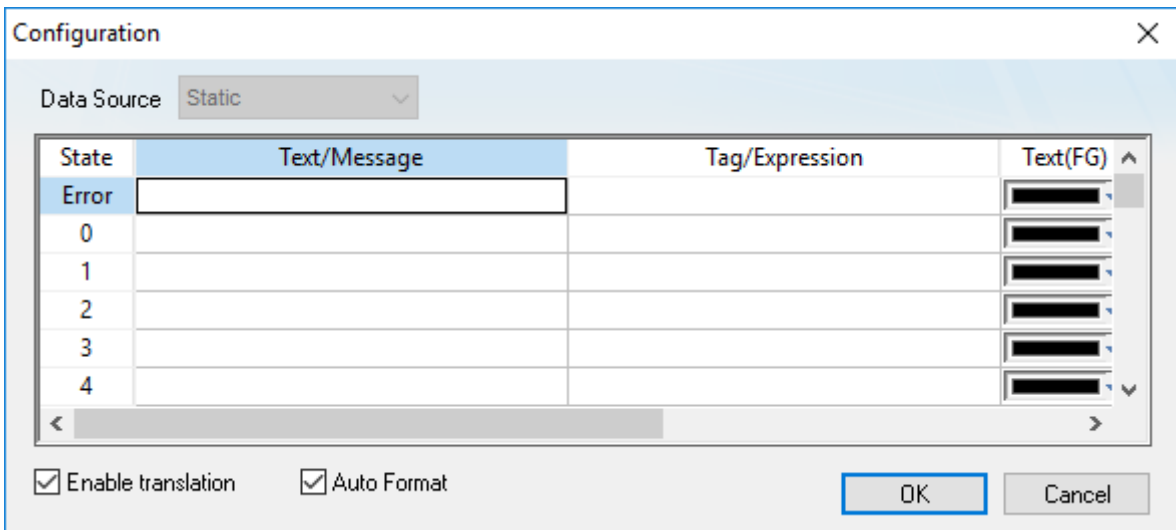 Configuration
Data Source Static
State Text/Message Tag/Expression Text(FG)
Error
0
1
2
3
4
Enable translation Auto Format OK Cancel